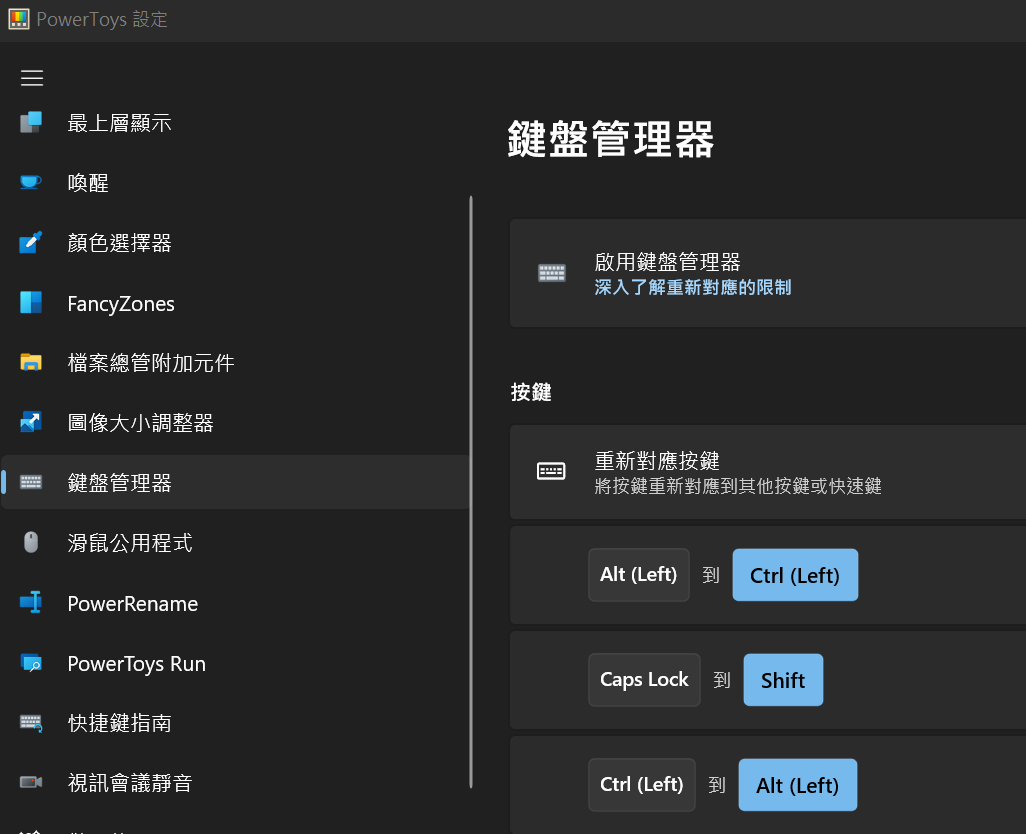 PowerToys 設定
最上層顯示
喚醒
顏色選擇器
FancyZones
檔案總管附加元件
圖像大小調整器
鍵盤管理器
滑鼠公用程式
PowerRename
PowerToys Run
快捷鍵指南
視訊會議靜音
鍵盤管理器
啟用鍵盤管理器
深入了解重新對應的限制
按鍵
重新對應按鍵
將按鍵重新對應到其他按鍵或快速鍵
Alt (Left) 到 Ctrl (Left)
Caps Lock 到 Shift
Ctrl (Left) 到 Alt (Left)